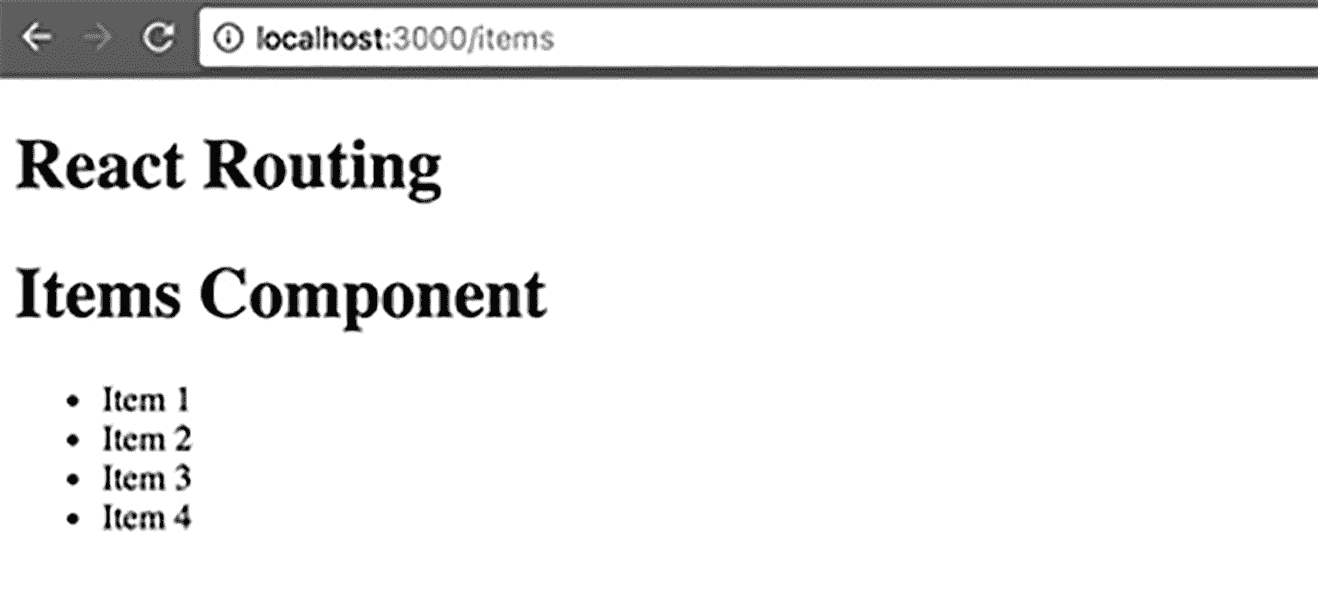 localhost:3000/items
React Routing
Items Component
• Item 1
• Item 2
• Item 3
• Item 4